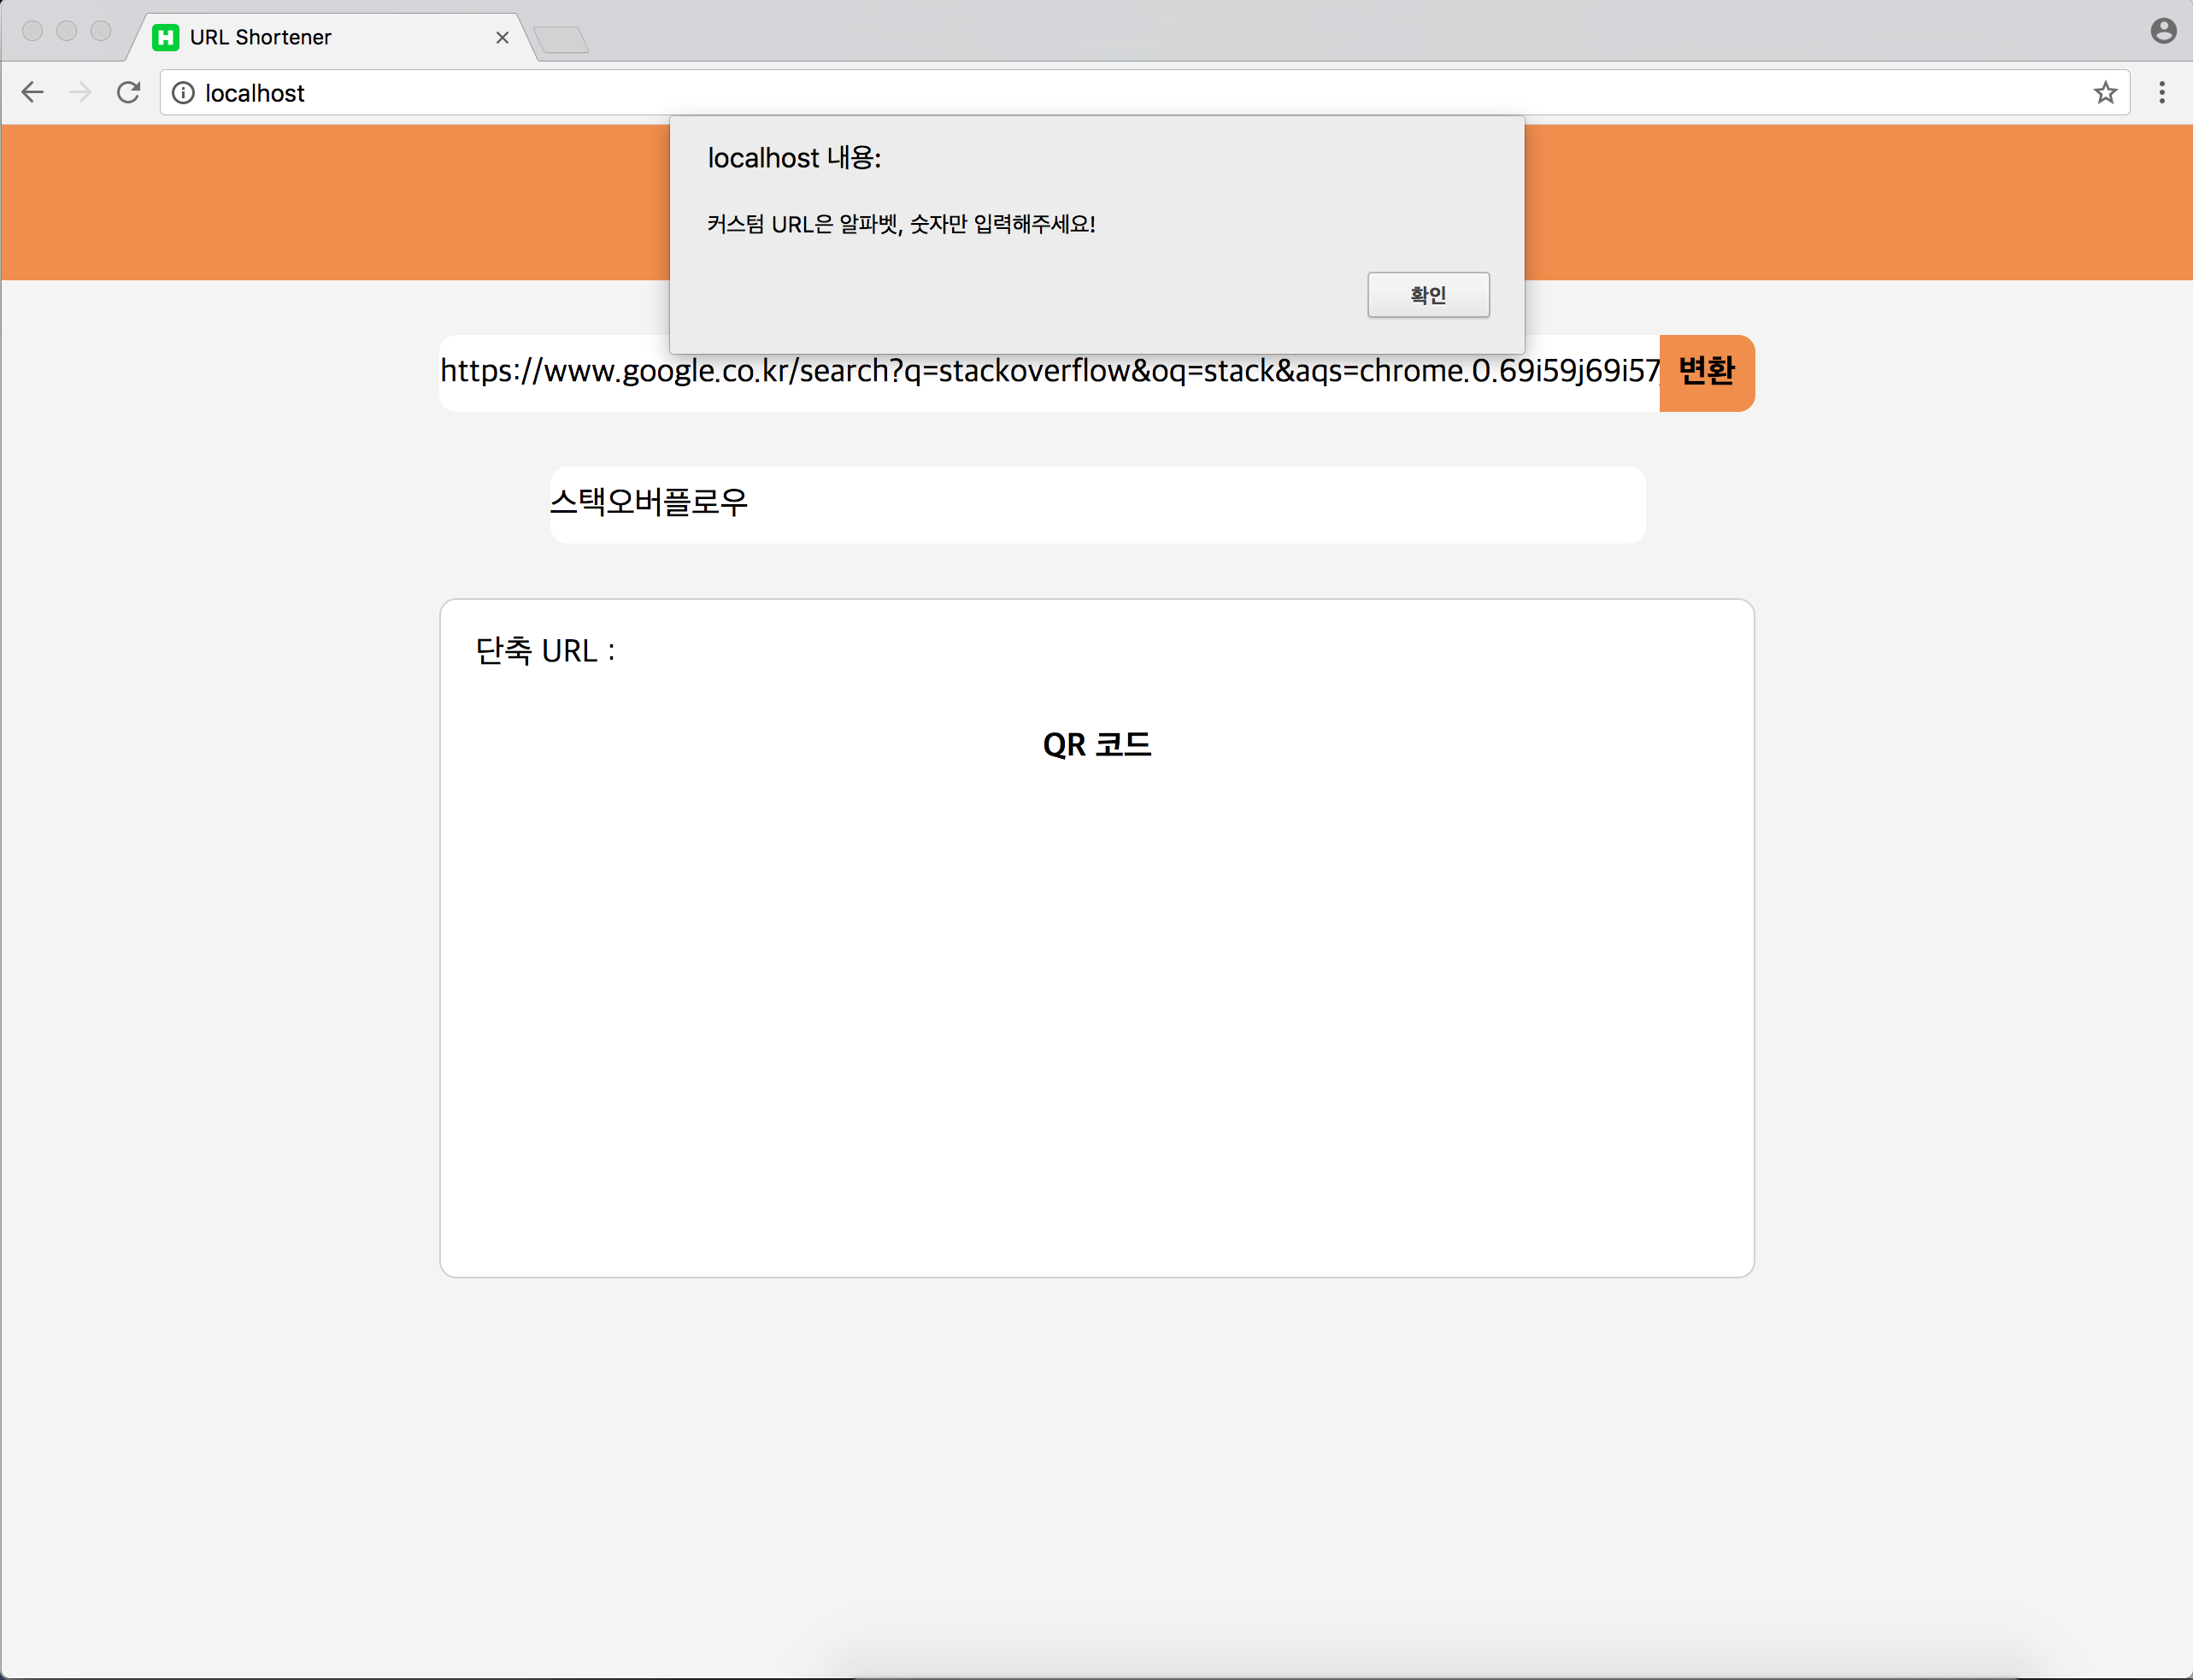 URL Shortener
localhost
localhost 내용:
커스텀 URL은 알파벳, 숫자만 입력해주세요!
확인
https://www.google.co.kr/search?q=stackoverflow&oq=stack&aqs=chrome.0.69i59j69i57 변환
스택오버플로우
단축 URL :
QR 코드